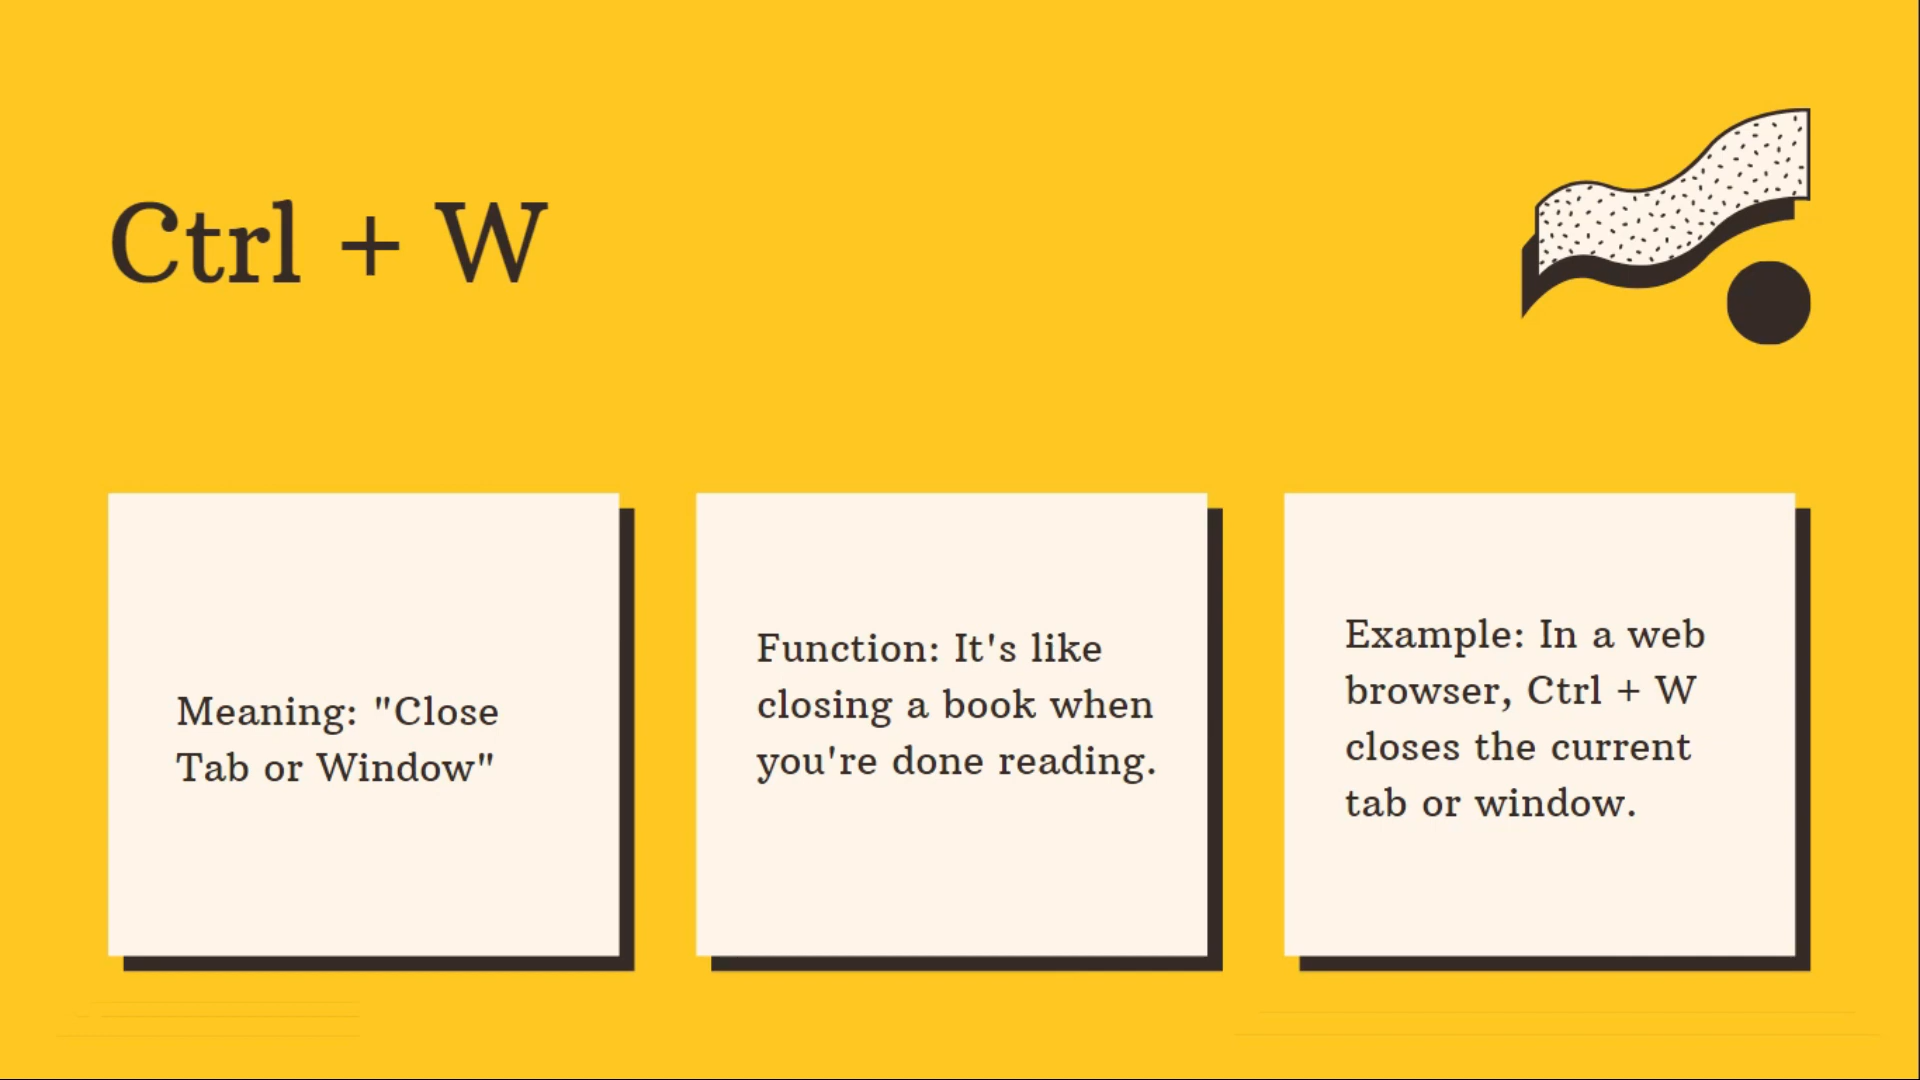 Ctrl + W
Meaning: "Close
Tab or Window"
Function: It's like
closing a book when
you're done reading.
Example: In a web
browser, Ctrl + W
closes the current
tab or window.